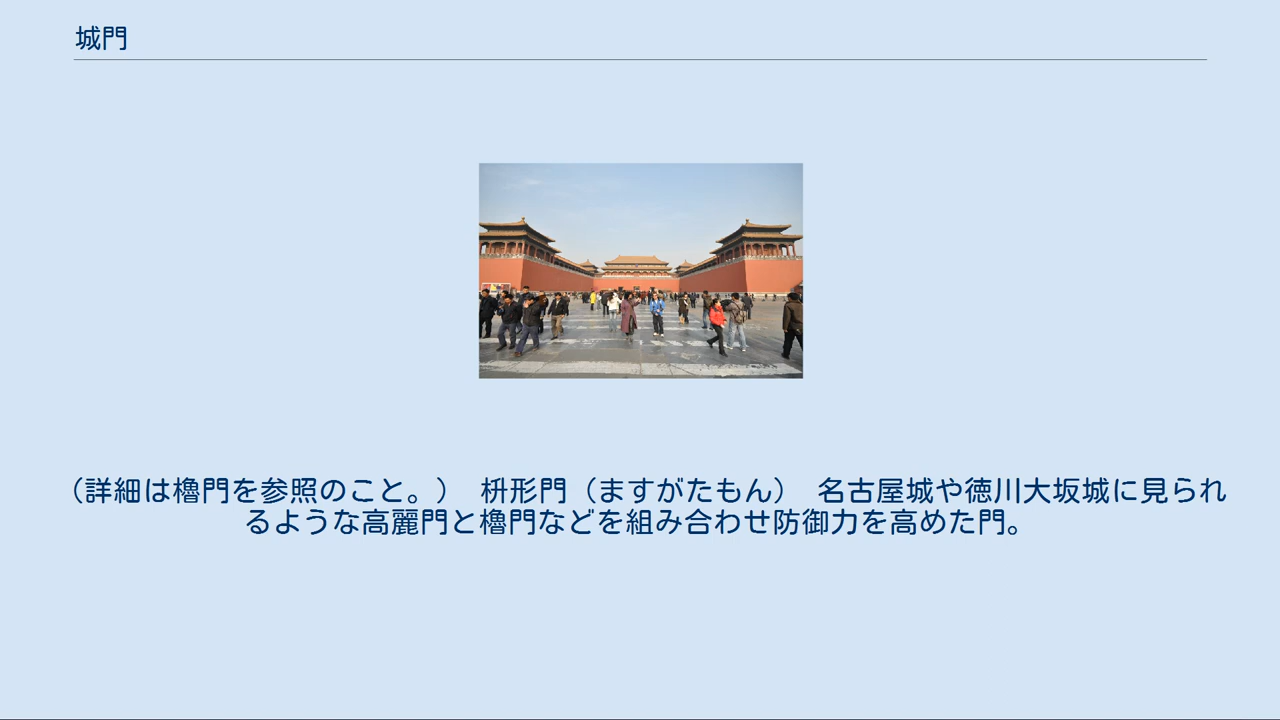 城門
（詳細は櫓門を参照のこと。） 枡形門（ますがたもん） 名古屋城や徳川大坂城に見られ
るような高麗門と櫓門などを組み合わせ防御力を高めた門。